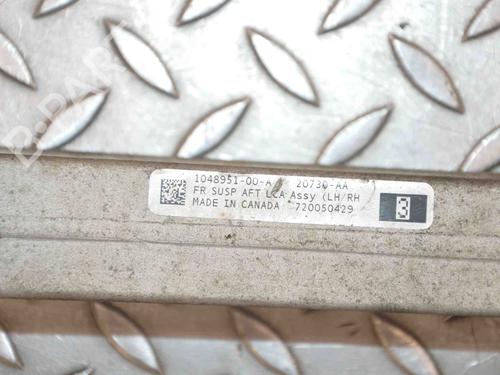 1048951-00-A 20730-AA
FR SUSP AFT LCA Assy (LH/RH
MADE IN CANADA 720050429
3